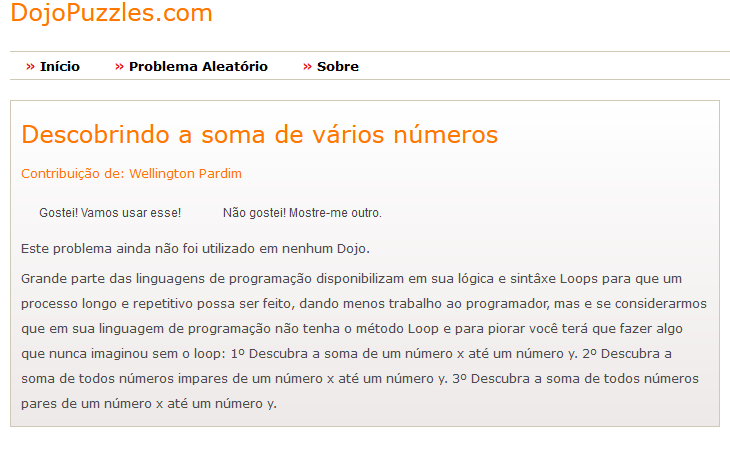 DojoPuzzles.com
» Início » Problema Aleatório » Sobre
Descobrindo a soma de vários números
Contribuição de: Wellington Pardim
Gostei! Vamos usar esse! Não gostei! Mostre-me outro.
Este problema ainda não foi utilizado em nenhum Dojo.
Grande parte das linguagens de programação disponibilizam em sua lógica e sintâxe Loops para que um
processo longo e repetitivo possa ser feito, dando menos trabalho ao programador, mas e se considerarmos
que em sua linguagem de programação não tenha o método Loop e para piorar você terá que fazer algo
que nunca imaginou sem o loop: 1º Descubra a soma de um número x até um número y. 2º Descubra a
soma de todos números impares de um número x até um número y. 3º Descubra a soma de todos números
pares de um número x até um número y.